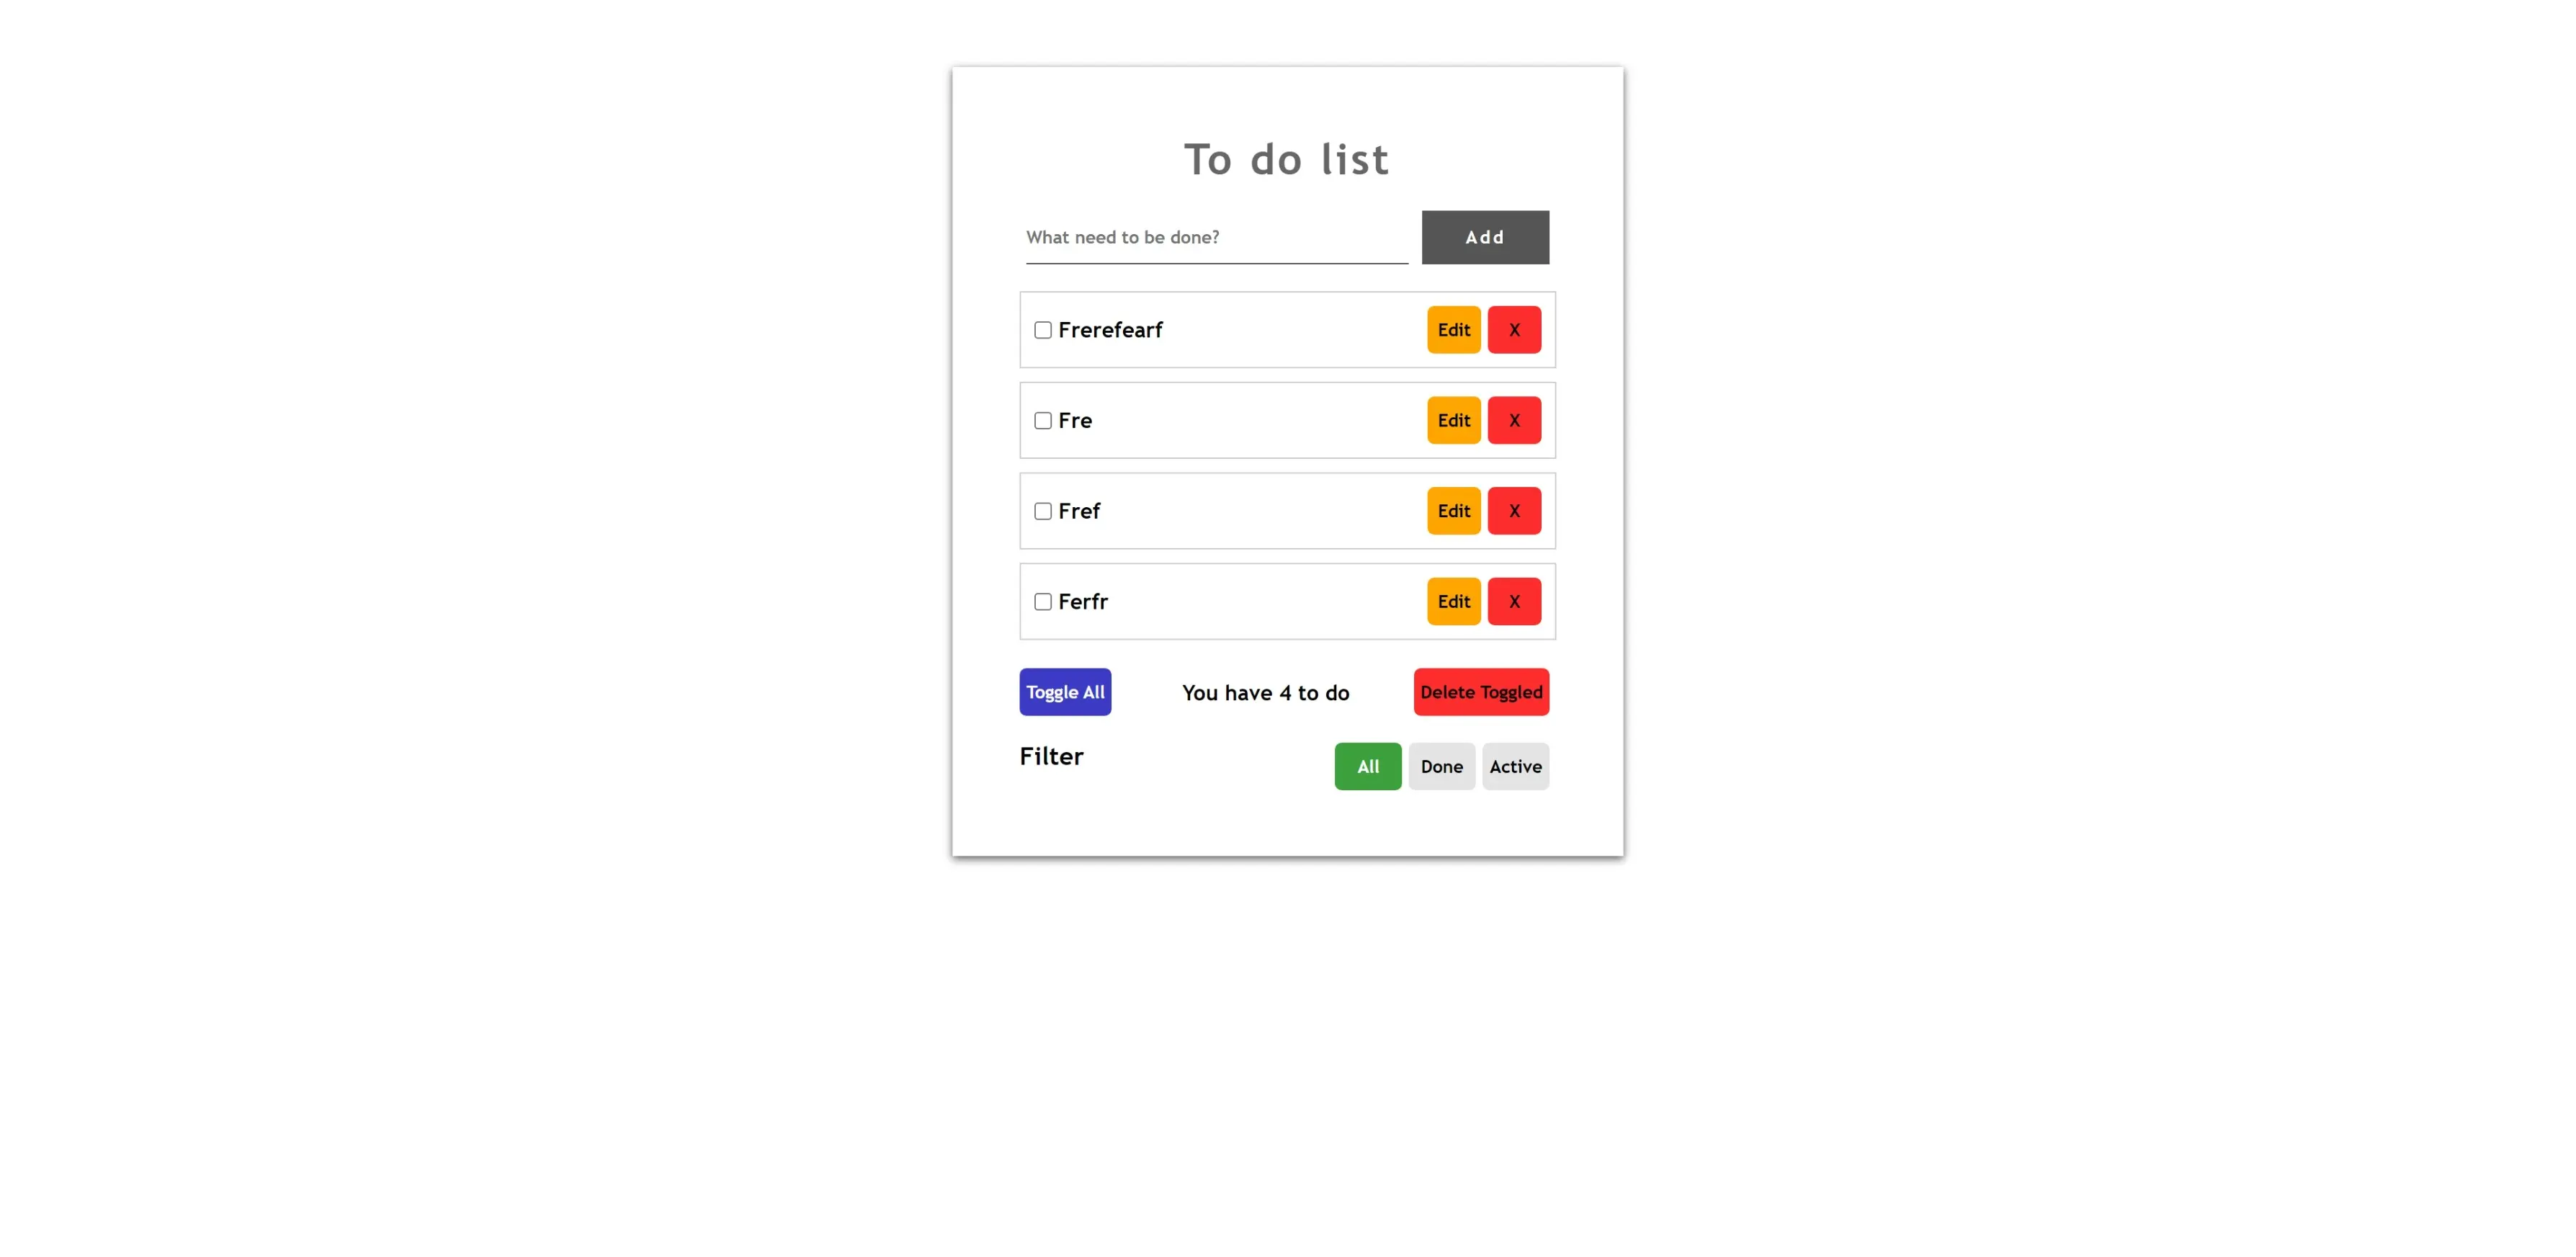 To do list
What need to be done? Add
Frerefearf Edit X
Fre Edit X
Fref Edit X
Ferfr Edit X
Toggle All You have 4 to do Delete Toggled
Filter All Done Active